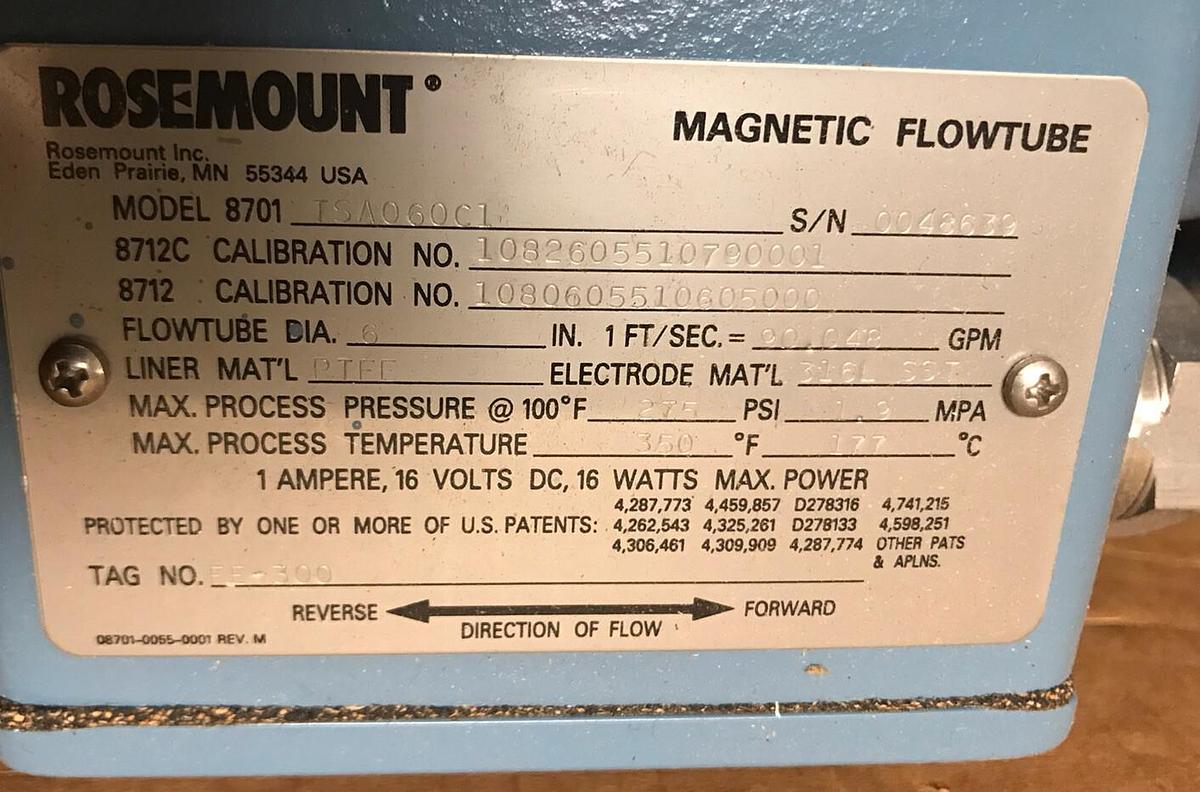 ROSEMOUNT®
MAGNETIC FLOWTUBE
Rosemount Inc.
Eden Prairie, MN 55344 USA
MODEL 8701 TSA060C1 S/N 0048639
8712C CALIBRATION NO. 1082605510790001
8712 CALIBRATION NO. 1080605510605000
FLOWTUBE DIA. 6 IN. 1 FT/SEC. = 90.048 GPM
LINER MAT'L PTFE ELECTRODE MAT'L 316L SST
MAX. PROCESS PRESSURE @ 100°F 275 PSI 1.9 MPA
MAX. PROCESS TEMPERATURE 350 °F 177 °C
1 AMPERE, 16 VOLTS DC, 16 WATTS MAX. POWER
4,287,773 4,459,857 D278316 4,741,215
PROTECTED BY ONE OR MORE OF U.S. PATENTS: 4,262,543 4,325,261 D278133 4,598,251
4,306,461 4,309,909 4,287,774 OTHER PATS
& APLNS.
TAG NO.
REVERSE FORWARD
DIRECTION OF FLOW
08701-0055-0001 REV. M